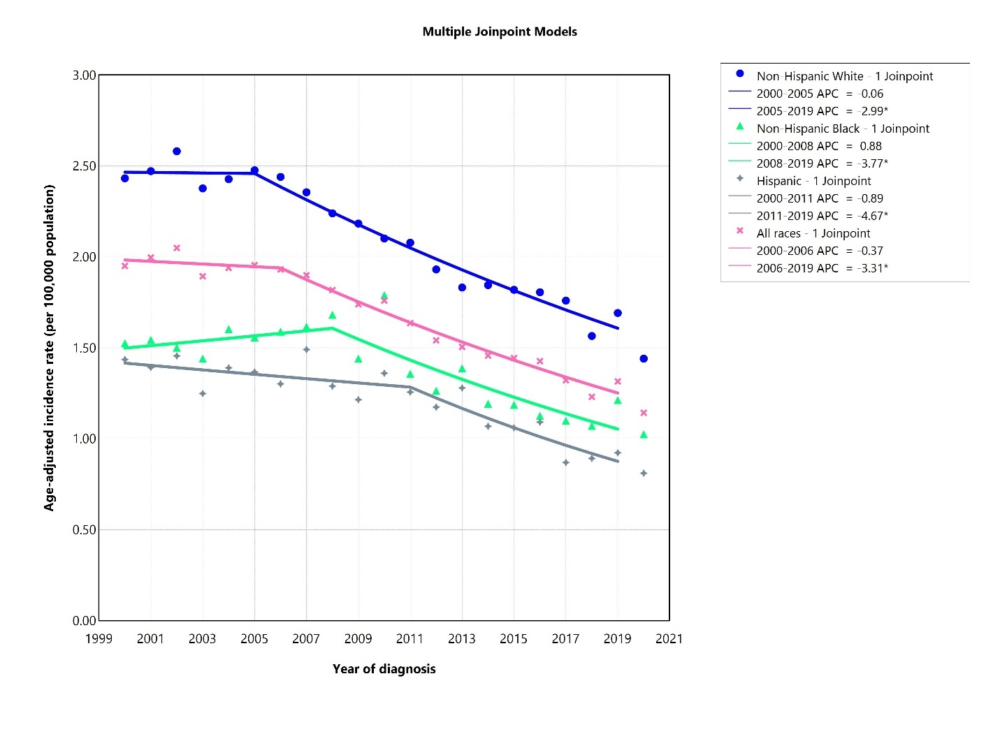 Multiple Joinpoint Models
Age-adjusted incidence rate (per 100,000 population)
3.00
2.50
2.00
1.50
1.00
0.50
0.00
1999 2001 2003 2005 2007 2009 2011 2013 2015 2017 2019 2021
Year of diagnosis
Non-Hispanic White - 1 Joinpoint
2000-2005 APC = -0.06
2005-2019 APC = -2.99*
Non-Hispanic Black - 1 Joinpoint
2000-2008 APC = 0.88
2008-2019 APC = -3.77*
Hispanic - 1 Joinpoint
2000-2011 APC = -0.89
2011-2019 APC = -4.67*
All races - 1 Joinpoint
2000-2006 APC = -0.37
2006-2019 APC = -3.31*